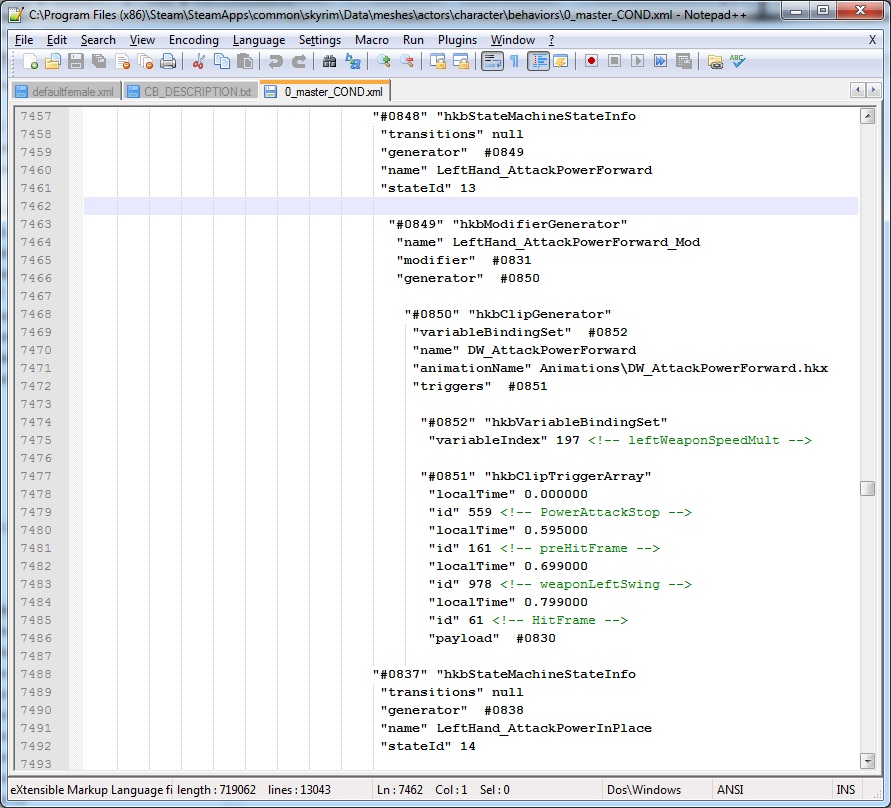 C:\Program Files (x86)\Steam\SteamApps\common\skyrim\Data\meshes\actors\character\behaviors\0_master_COND.xml - Notepad++
File Edit Search View Encoding Language Settings Macro Run Plugins Window ? X
defaultfemale.xml CB_DESCRIPTION.txt 0_master_COND.xml
7457 "#0848" "hkbStateMachineStateInfo
7458 "transitions" null
7459 "generator" #0849
7460 "name" LeftHand_AttackPowerForward
7461 "stateId" 13
7462
7463 "#0849" "hkbModifierGenerator"
7464 "name" LeftHand_AttackPowerForward_Mod
7465 "modifier" #0831
7466 "generator" #0850
7467
7468 "#0850" "hkbClipGenerator"
7469 "variableBindingSet" #0852
7470 "name" DW_AttackPowerForward
7471 "animationName" Animations\DW_AttackPowerForward.hkx
7472 "triggers" #0851
7473
7474 "#0852" "hkbVariableBindingSet"
7475 "variableIndex" 197 <!-- leftWeaponSpeedMult -->
7476
7477 "#0851" "hkbClipTriggerArray"
7478 "localTime" 0.000000
7479 "id" 559 <!-- PowerAttackStop -->
7480 "localTime" 0.595000
7481 "id" 161 <!-- preHitFrame -->
7482 "localTime" 0.699000
7483 "id" 978 <!-- weaponLeftSwing -->
7484 "localTime" 0.799000
7485 "id" 61 <!-- HitFrame -->
7486 "payload" #0830
7487
7488 "#0837" "hkbStateMachineStateInfo
7489 "transitions" null
7490 "generator" #0838
7491 "name" LeftHand_AttackPowerInPlace
7492 "stateId" 14
7493
eXtensible Markup Language fi length : 719062 lines : 13043 Ln : 7462 Col : 1 Sel : 0 Dos\Windows ANSI INS